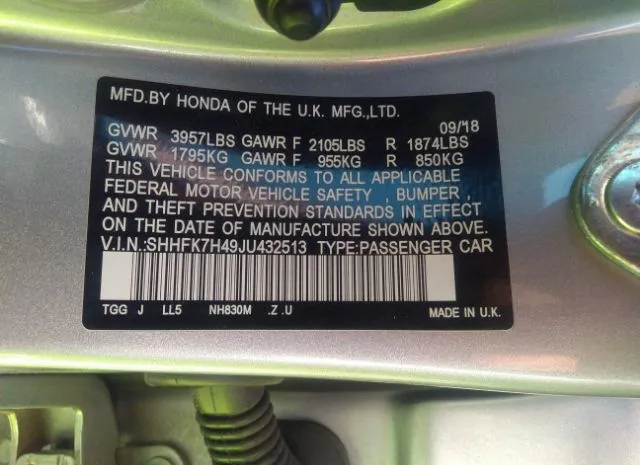 MFD.BY HONDA OF THE U.K. MFG.,LTD.
09/18
GVWR 3957LBS GAWR F 2105LBS R 1874LBS
GVWR 1795KG GAWR F 955KG R 850KG
THIS VEHICLE CONFORMS TO ALL APPLICABLE
FEDERAL MOTOR VEHICLE SAFETY , BUMPER ,
AND THEFT PREVENTION STANDARDS IN EFFECT
ON THE DATE OF MANUFACTURE SHOWN ABOVE.
V.I.N.:SHHFK7H49JU432513 TYPE:PASSENGER CAR
TGG J LL5 NH830M .Z .U MADE IN U.K.